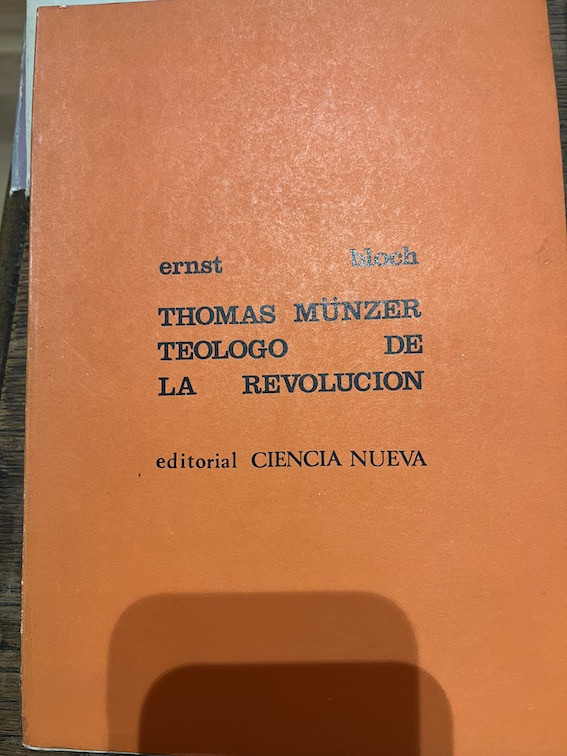 ernst bloch
THOMAS MÜNZER
TEOLOGO DE
LA REVOLUCION
editorial CIENCIA NUEVA